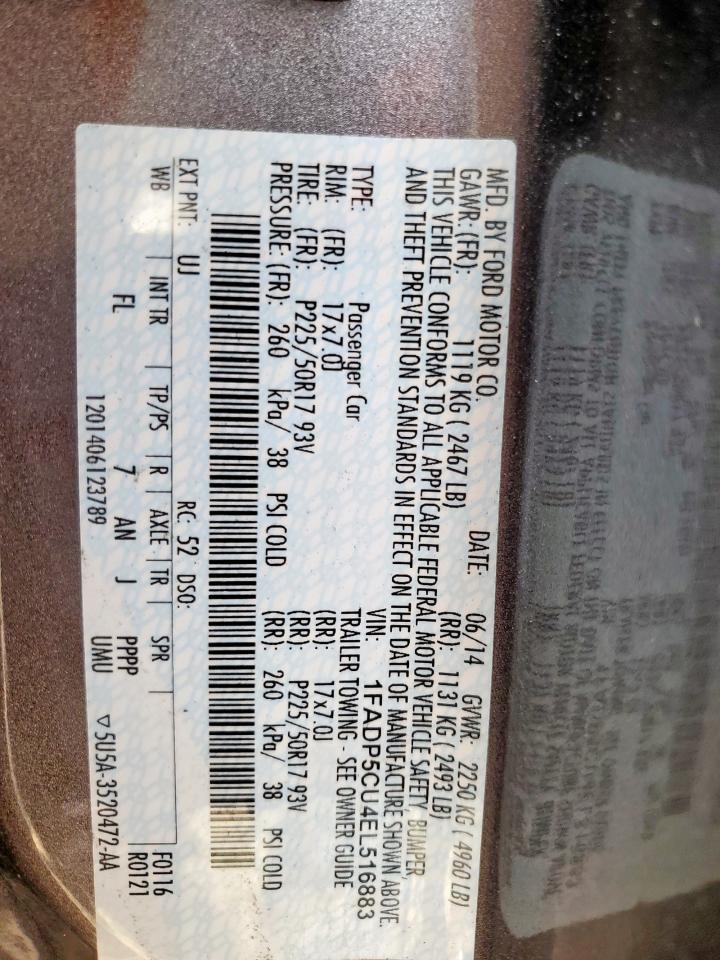 MFD. BY FORD MOTOR CO.
DATE: 06/14 GVWR: 2250 KG ( 4960 LB)
GAWR: (FR): 1119 KG ( 2467 LB) (RR): 1131 KG ( 2493 LB)
THIS VEHICLE CONFORMS TO ALL APPLICABLE FEDERAL MOTOR VEHICLE SAFETY, BUMPER,
AND THEFT PREVENTION STANDARDS IN EFFECT ON THE DATE OF MANUFACTURE SHOWN ABOVE.
VIN: 1FADP5CU4EL516883
TYPE: Passenger Car TRAILER TOWING - SEE OWNER GUIDE
RIM: (FR): 17x7.0J (RR): 17x7.0J
TIRE: (FR): P225/50R17 93V (RR): P225/50R17 93V
PRESSURE: (FR): 260 kPa/ 38 PSI COLD (RR): 260 kPa/ 38 PSI COLD
EXT PNT: UJ RC: 52 DSO: F0116
WB | INT TR | TP/PS | R | AXLE | TR | SPR | R0121
FL 7 AN J PPPP
UMU ▽5U5A-3520472-AA
1201406123789